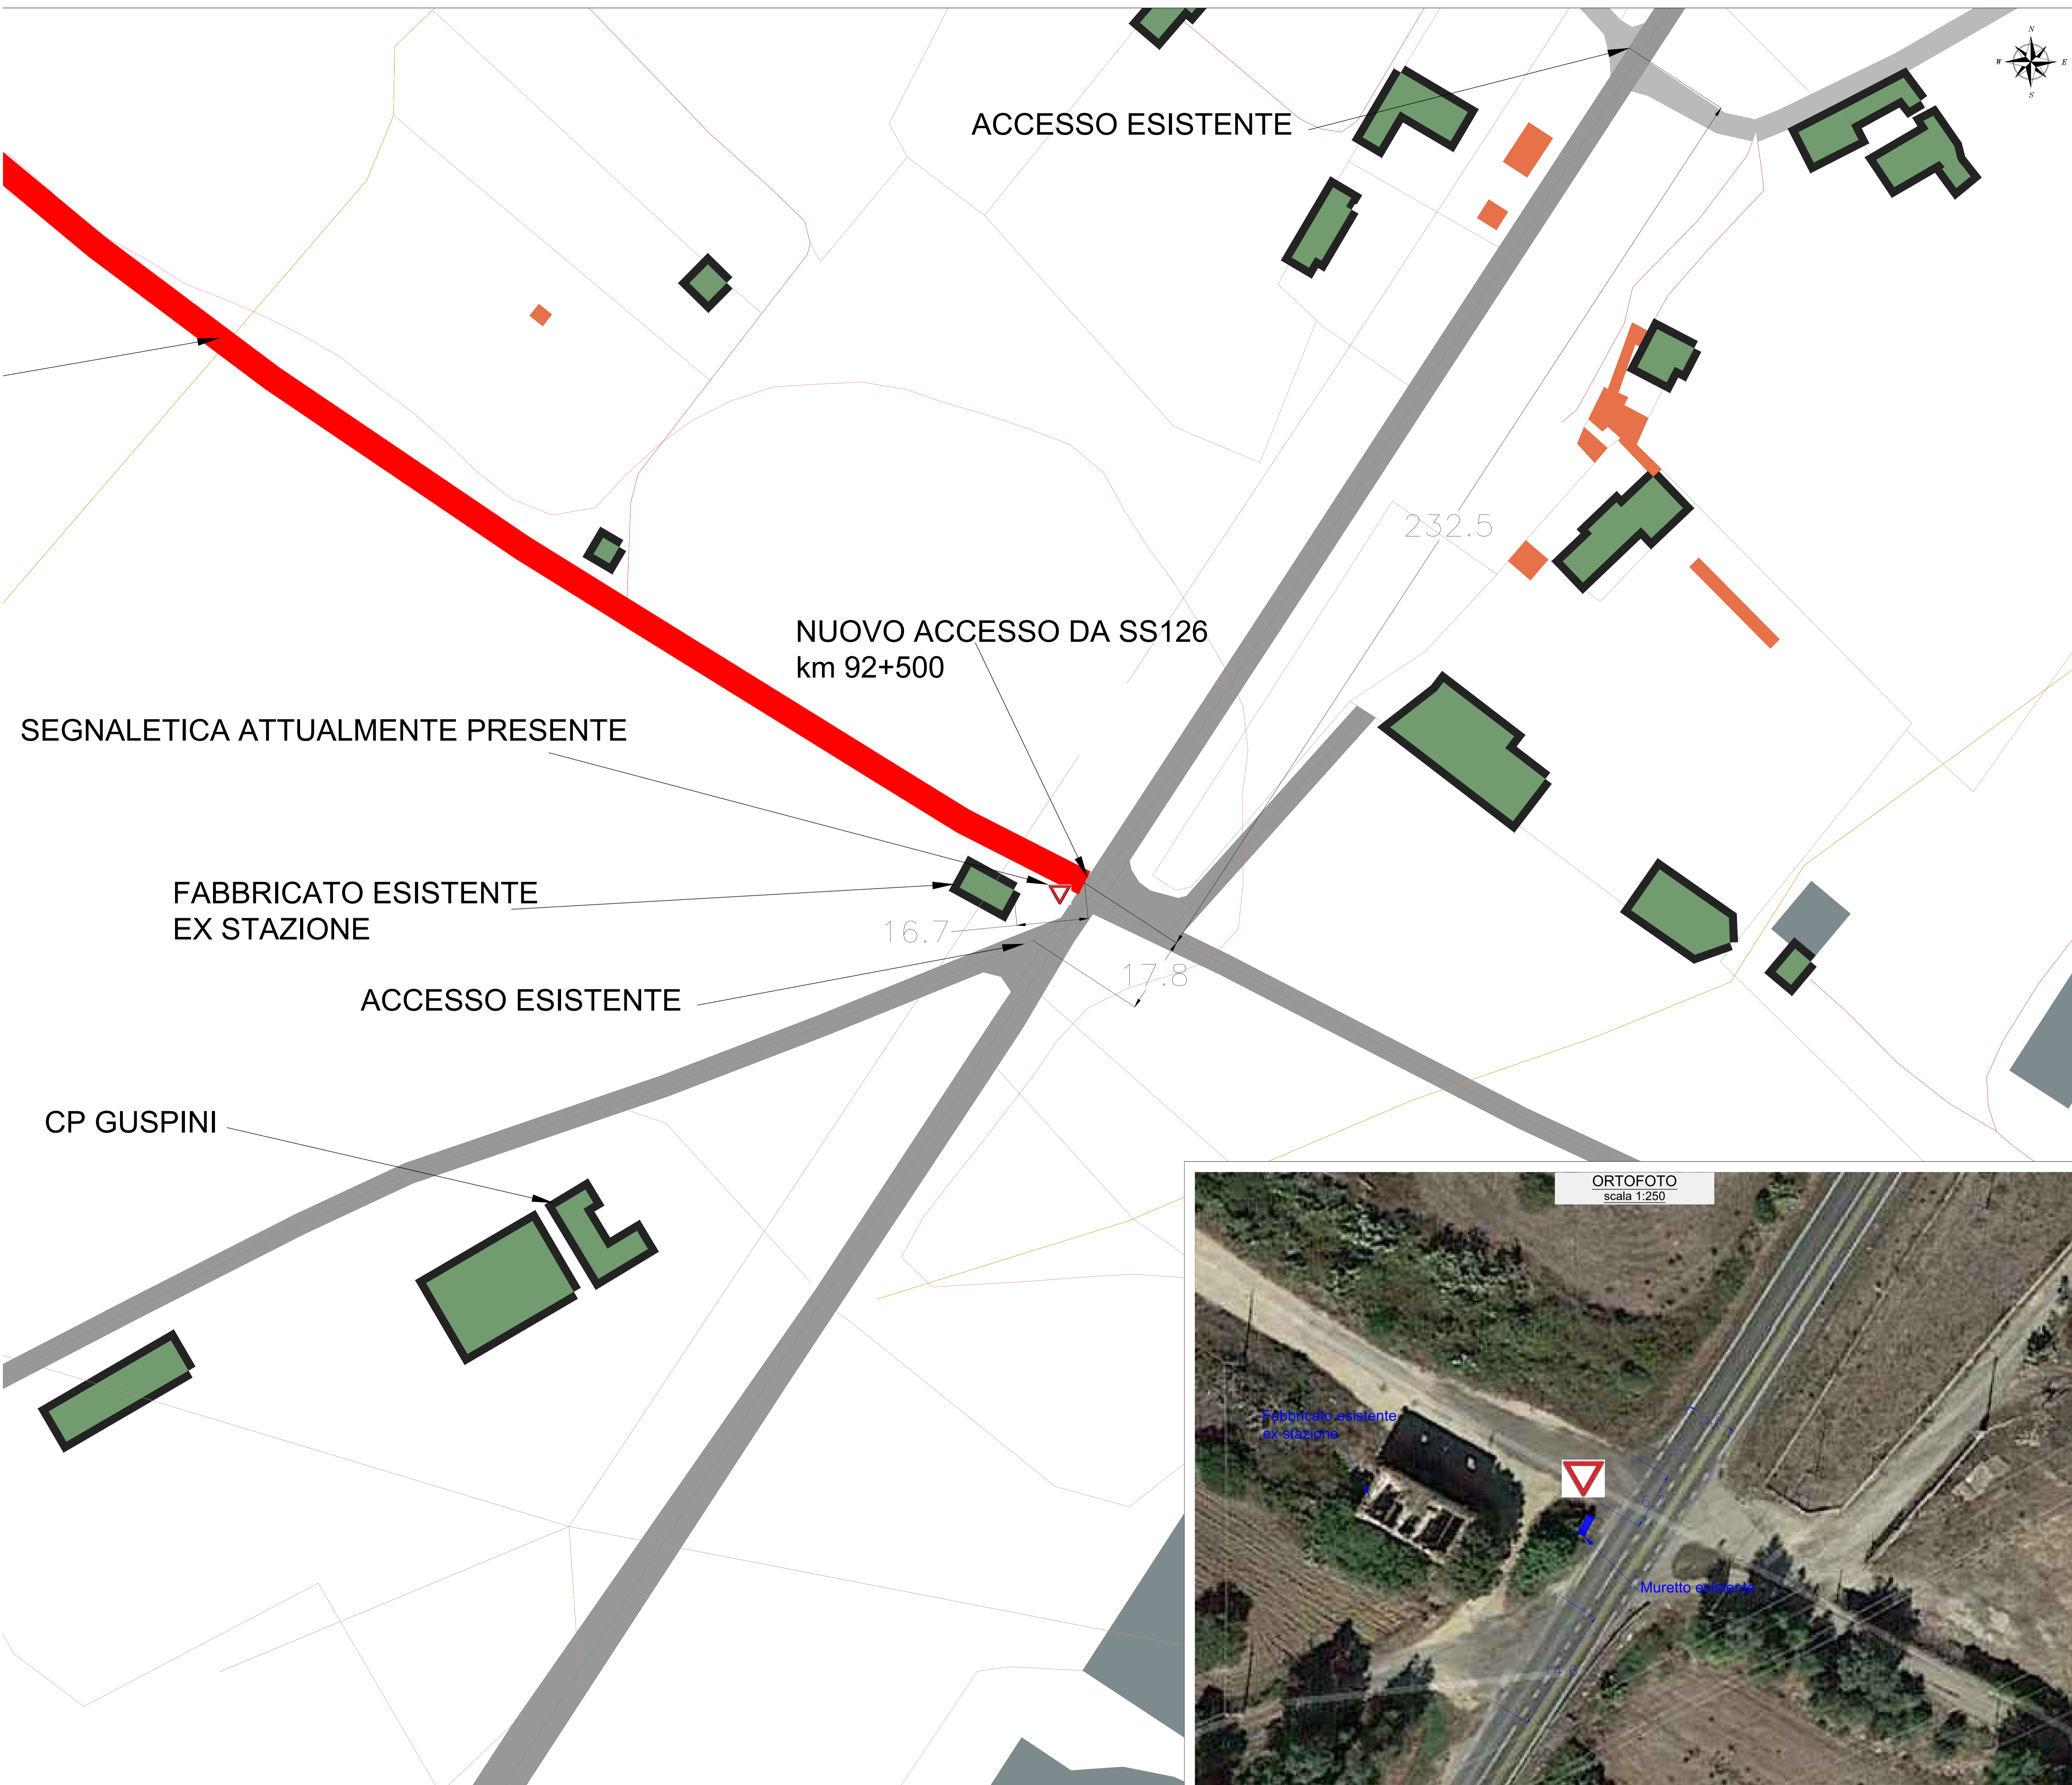 N
W
E
S
ACCESSO ESISTENTE
232.5
NUOVO ACCESSO DA SS126
km 92+500
SEGNALETICA ATTUALMENTE PRESENTE
FABBRICATO ESISTENTE
EX STAZIONE
16.7
17.8
ACCESSO ESISTENTE
CP GUSPINI
ORTOFOTO
scala 1:250
Fabbricato esistente
ex stazione
Muretto esistente